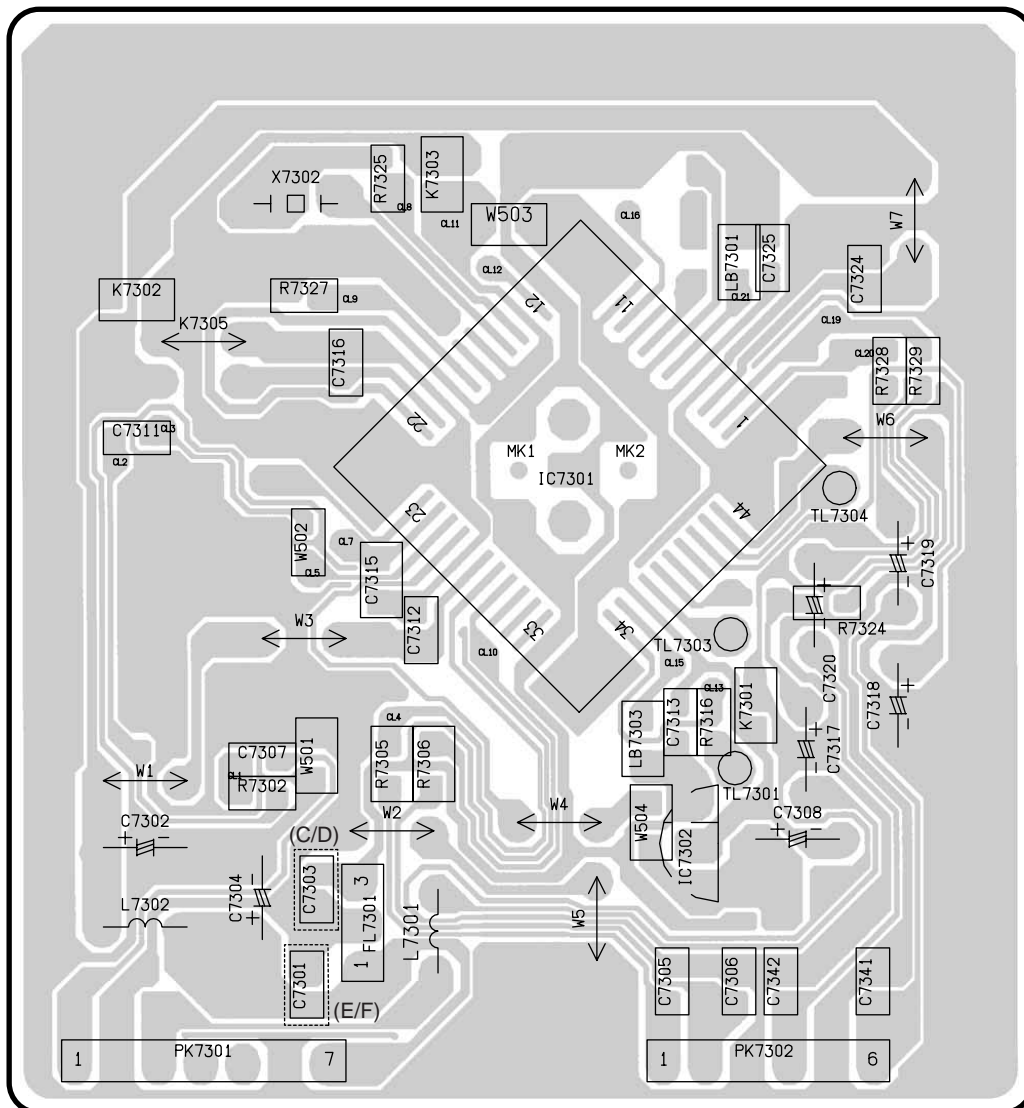 X7302
R7325
K7303
CL8
CL11
W503
CL16
W7
CL12
LB7301
C7325
CL21
C7324
K7302
R7327
CL9
12
11
CL19
K7305
C7316
CL20
R7328
R7329
C7311
CL3
CL2
22
1
W6
MK1
MK2
IC7301
23
44
TL7304
W502
CL7
CL5
C7315
C7319
+
-
+
-
R7324
W3
C7312
33
34
TL7303
CL10
CL15
C7320
CL13
K7301
C7318
+
-
CL4
LB7303
C7313
R7316
C7317
+
-
C7307
W501
R7305
R7306
W1
CL1
R7302
TL7301
C7302
+ -
(C/D)
W2
W4
W504
IC7302
C7308
+ -
C7304
-
+
C7303
3
FL7301
1
L7301
W5
L7302
C7301
(E/F)
C7305
C7306
C7342
C7341
1 PK7301 7
1 PK7302 6